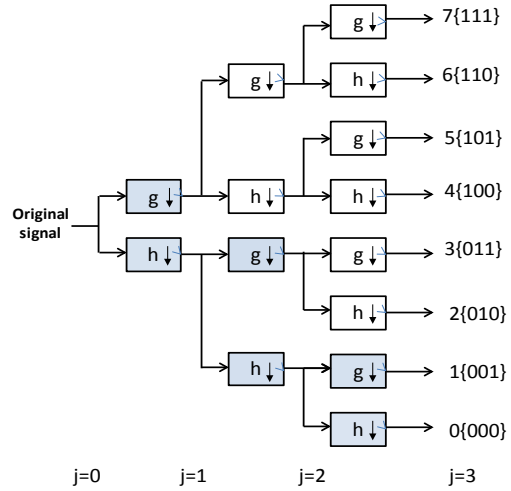 g↓ 7{111}
g↓ h↓ 6{110}
g↓ 5{101}
g↓ h↓ h↓ 4{100}
Original
signal
h↓ g↓ g↓ 3{011}
h↓ 2{010}
h↓ g↓ 1{001}
h↓ 0{000}
j=0 j=1 j=2 j=3